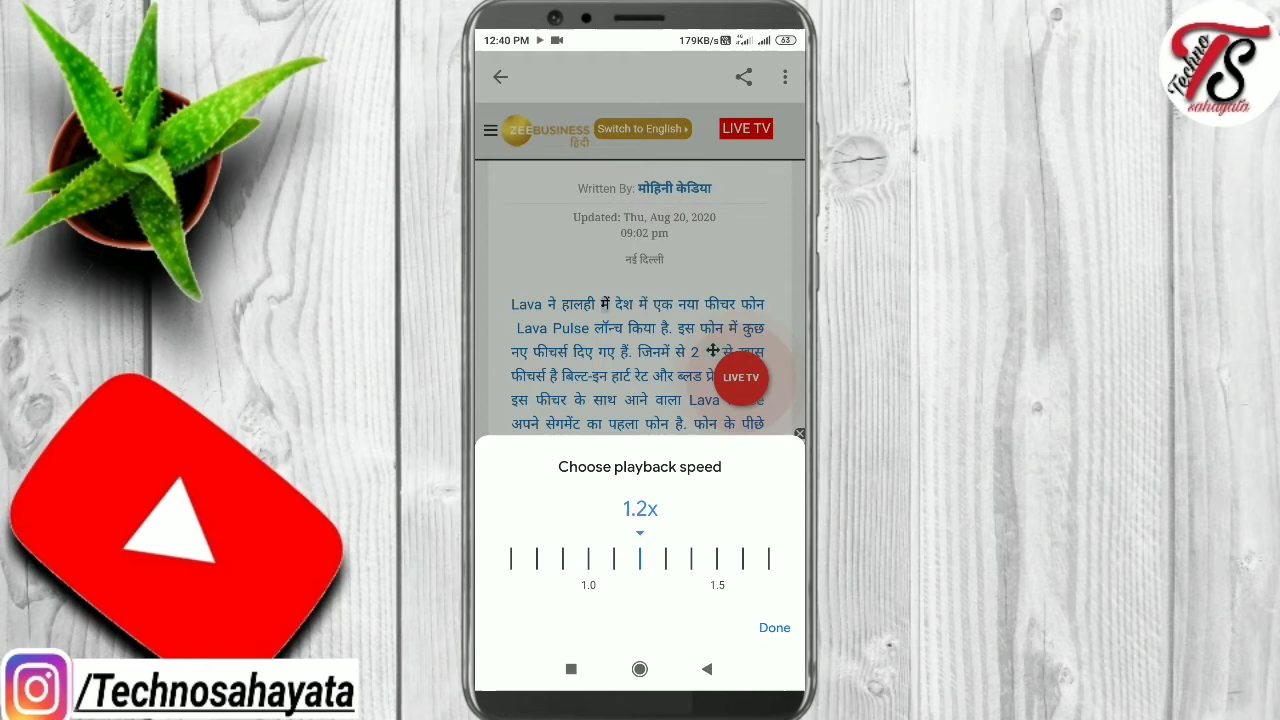 12:40 PM 179KB/s 63
Techno
TS
sahayata
ZEEBUSINESS
हिंदी
Switch to English
LIVE TV
Written By: मोहिनी केडिया
Updated: Thu, Aug 20, 2020
09:02 pm
नई दिल्ली
Lava ने हालही में देश में एक नया फीचर फोन
Lava Pulse लॉन्च किया है. इस फोन में कुछ
नए फीचर्स दिए गए हैं. जिनमें से 2 से खास
फीचर्स है बिल्ट-इन हार्ट रेट और ब्लड
LIVE TV
इस फीचर के साथ आने वाला Lava
अपने सेगमेंट का पहला फोन है. फोन के पीछे
Choose playback speed
1.2x
1.0 1.5
Done
/Technosahayata